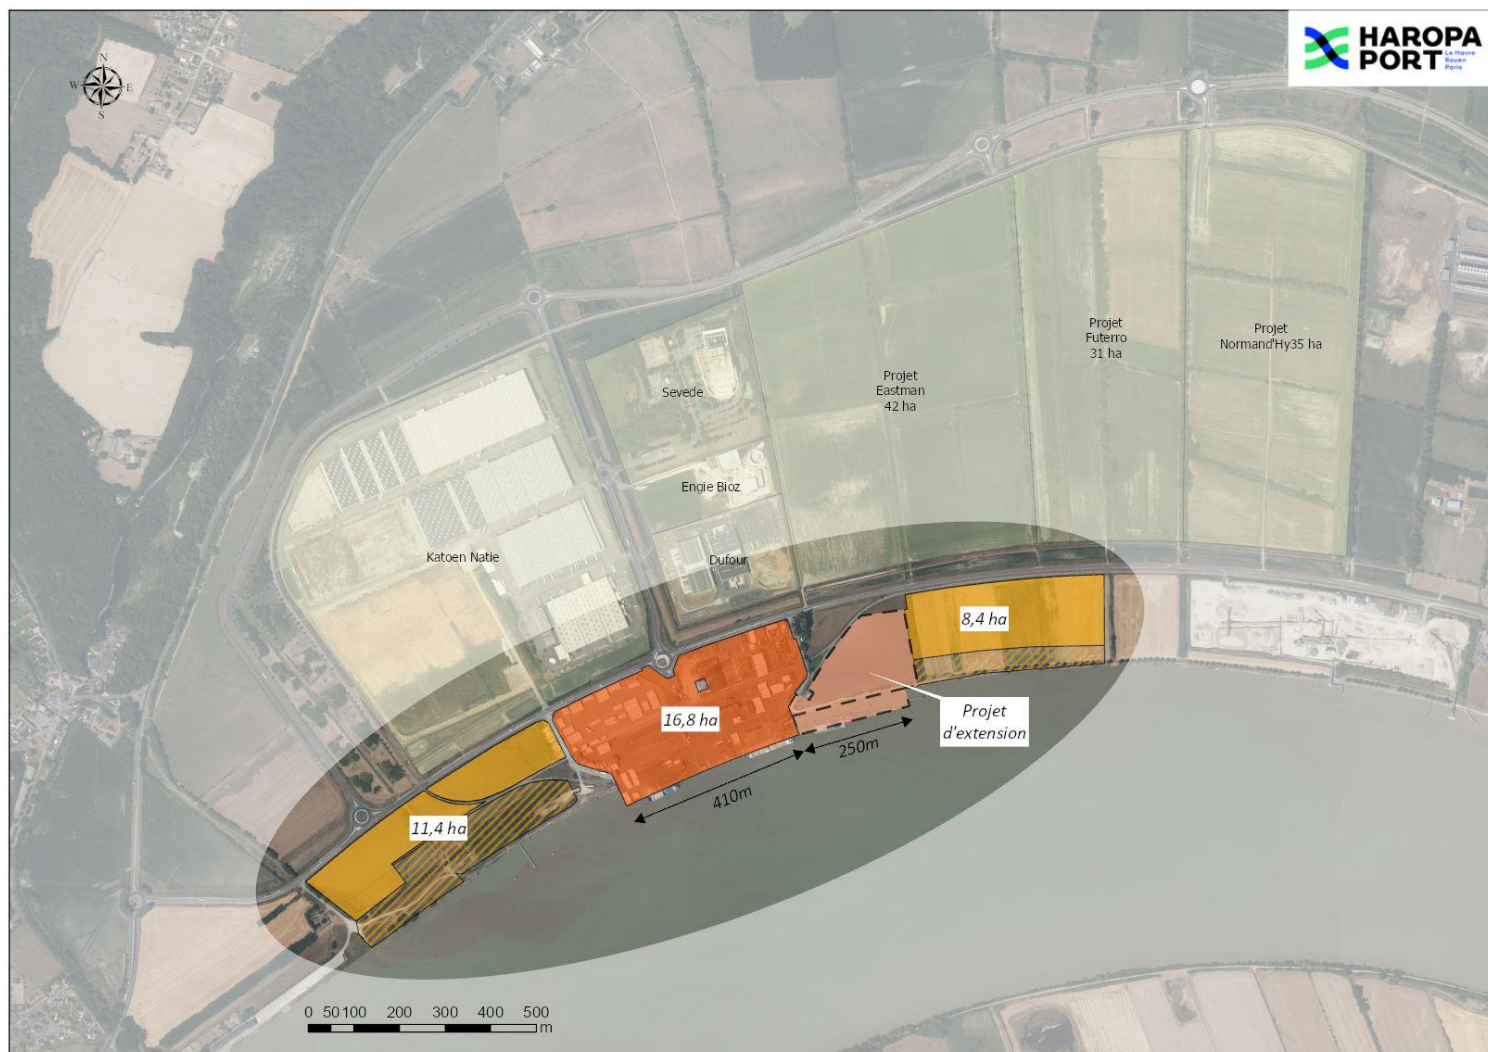 HAROPA
PORT
Le Havre
Rouen
Paris
N
W E
S
Projet
Futerro
31 ha
Projet
Normand'Hy35 ha
Projet
Eastman
42 ha
Sevede
Engie Bioz
Katoen Natie
Dufour
8,4 ha
16,8 ha
Projet
d'extension
250m
410m
11,4 ha
0 50 100 200 300 400 500
m